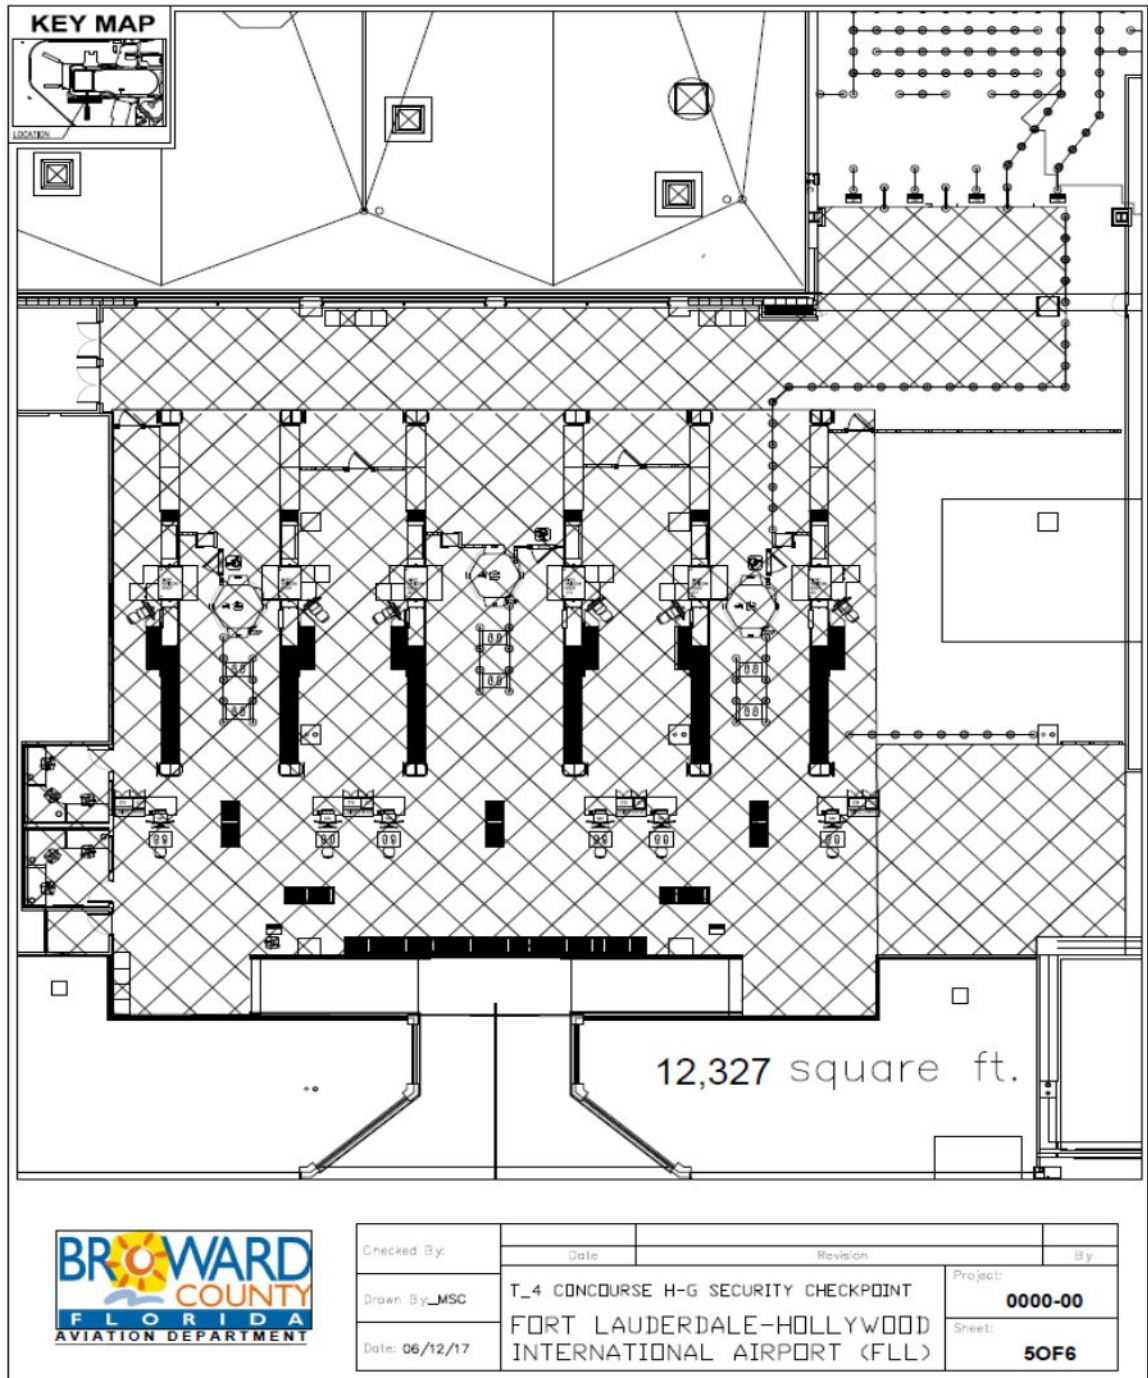 KEY MAP
LOCATION
12,327 square ft.
BROWARD
COUNTY
FLORIDA
AVIATION DEPARTMENT
Checked By:
Drawn By:_MSC
Date: 06/12/17
Date Revision By
T_4 CONCOURSE H-G SECURITY CHECKPOINT
FORT LAUDERDALE-HOLLYWOOD
INTERNATIONAL AIRPORT (FLL)
Project:
0000-00
Sheet:
5OF6